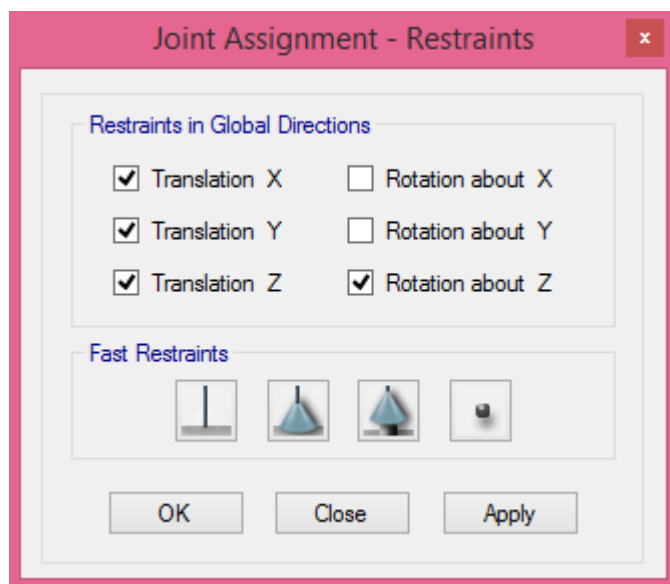 Joint Assignment - Restraints
x
Restraints in Global Directions
Translation X
Rotation about X
Translation Y
Rotation about Y
Translation Z
Rotation about Z
Fast Restraints
OK
Close
Apply